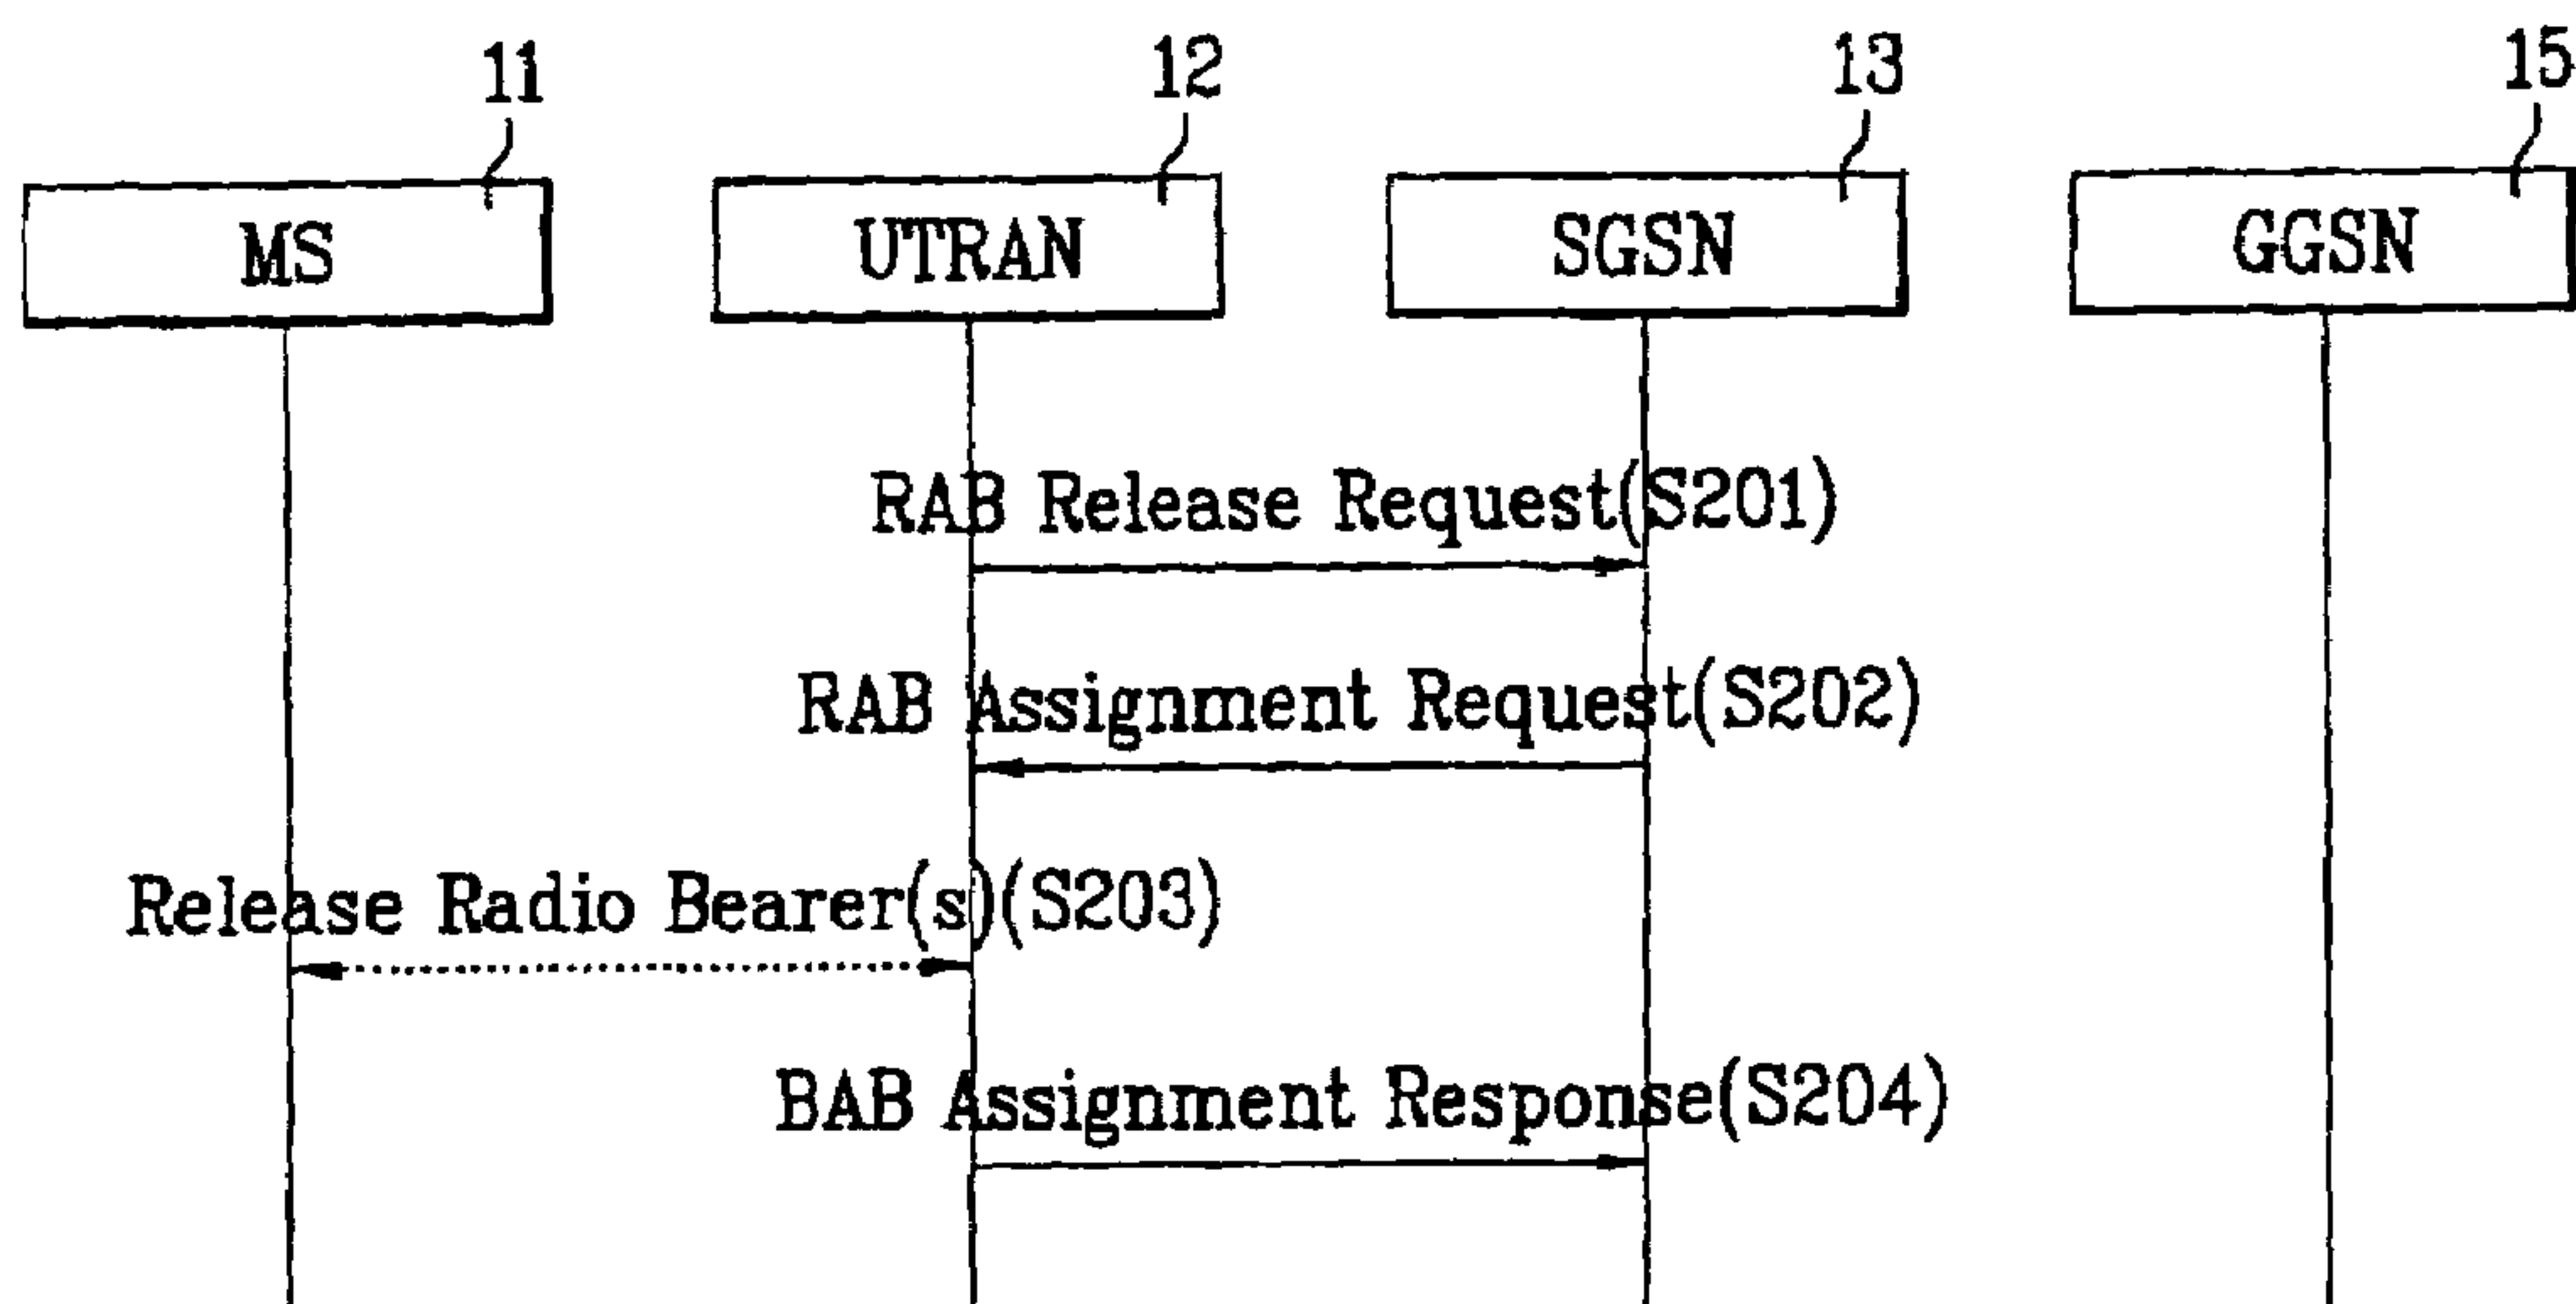 11 12 13 15
MS UTRAN SGSN GGSN
RAB Release Request(S201)
RAB Assignment Request(S202)
Release Radio Bearer(s)(S203)
BAB Assignment Response(S204)